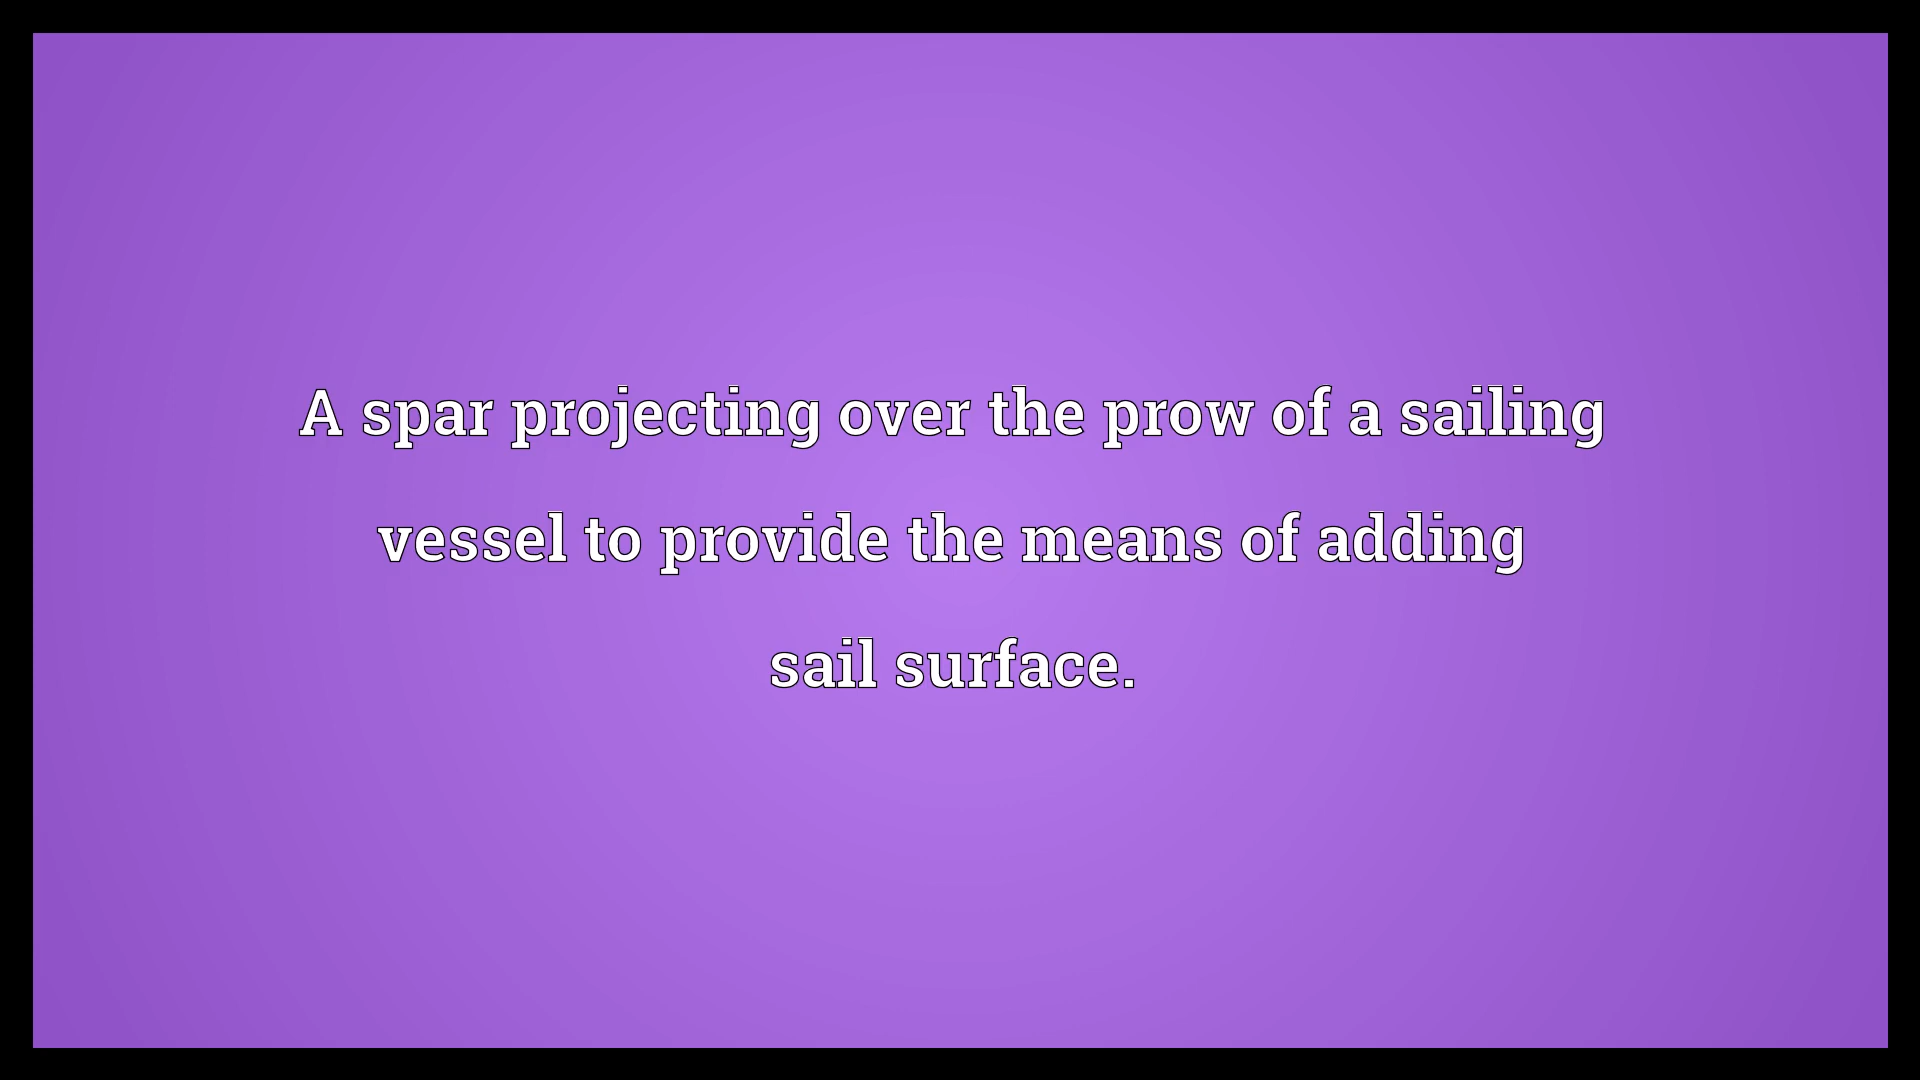 A spar projecting over the prow of a sailing
vessel to provide the means of adding
sail surface.